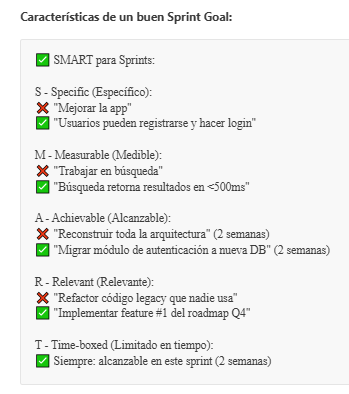 Características de un buen Sprint Goal:
✅ SMART para Sprints:
S - Specific (Específico):
❌ "Mejorar la app"
✅ "Usuarios pueden registrarse y hacer login"
M - Measurable (Medible):
❌ "Trabajar en búsqueda"
✅ "Búsqueda retorna resultados en <500ms"
A - Achievable (Alcanzable):
❌ "Reconstruir toda la arquitectura" (2 semanas)
✅ "Migrar módulo de autenticación a nueva DB" (2 semanas)
R - Relevant (Relevante):
❌ "Refactor código legacy que nadie usa"
✅ "Implementar feature #1 del roadmap Q4"
T - Time-boxed (Limitado en tiempo):
✅ Siempre: alcanzable en este sprint (2 semanas)